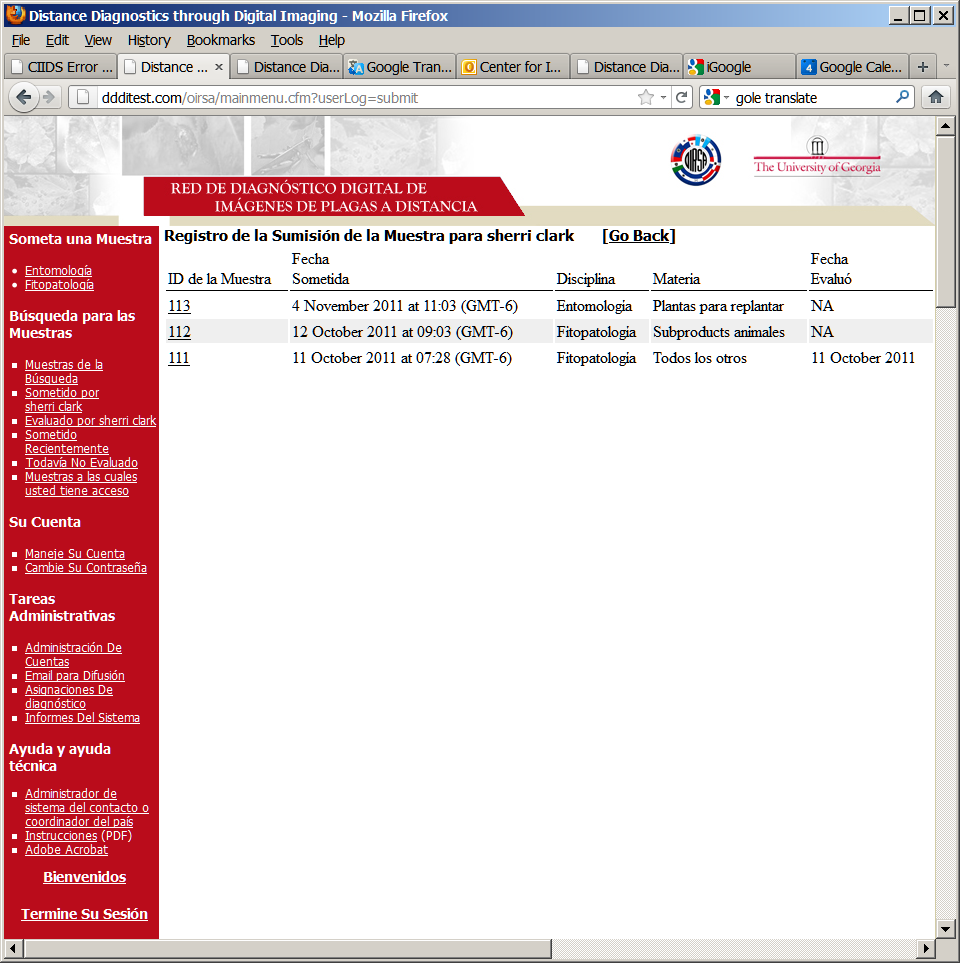 Distance Diagnostics through Digital Imaging - Mozilla Firefox
File Edit View History Bookmarks Tools Help
CIIDS Error ... Distance ... × Distance Dia... Google Tran... Center for I... Distance Dia... iGoogle Google Cale...
ddditest.com/oirsa/mainmenu.cfm?userLog=submit gole translate
OIRSA
The University of Georgia
RED DE DIAGNÓSTICO DIGITAL DE
IMÁGENES DE PLAGAS A DISTANCIA
Someta una Muestra
Entomología
Fitopatología
Búsqueda para las
Muestras
Muestras de la
Búsqueda
Sometido por
sherri clark
Evaluado por sherri clark
Sometido
Recientemente
Todavía No Evaluado
Muestras a las cuales
usted tiene acceso
Su Cuenta
Maneje Su Cuenta
Cambie Su Contraseña
Tareas
Administrativas
Administración De
Cuentas
Email para Difusión
Asignaciones De
diagnóstico
Informes Del Sistema
Ayuda y ayuda
técnica
Administrador de
sistema del contacto o
coordinador del país
Instrucciones (PDF)
Adobe Acrobat
Bienvenidos
Termine Su Sesión
Registro de la Sumisión de la Muestra para sherri clark [Go Back]
Fecha Fecha
ID de la Muestra Sometida Disciplina Materia Evaluó
113 4 November 2011 at 11:03 (GMT-6) Entomologia Plantas para replantar NA
112 12 October 2011 at 09:03 (GMT-6) Fitopatologia Subproducts animales NA
111 11 October 2011 at 07:28 (GMT-6) Fitopatologia Todos los otros 11 October 2011